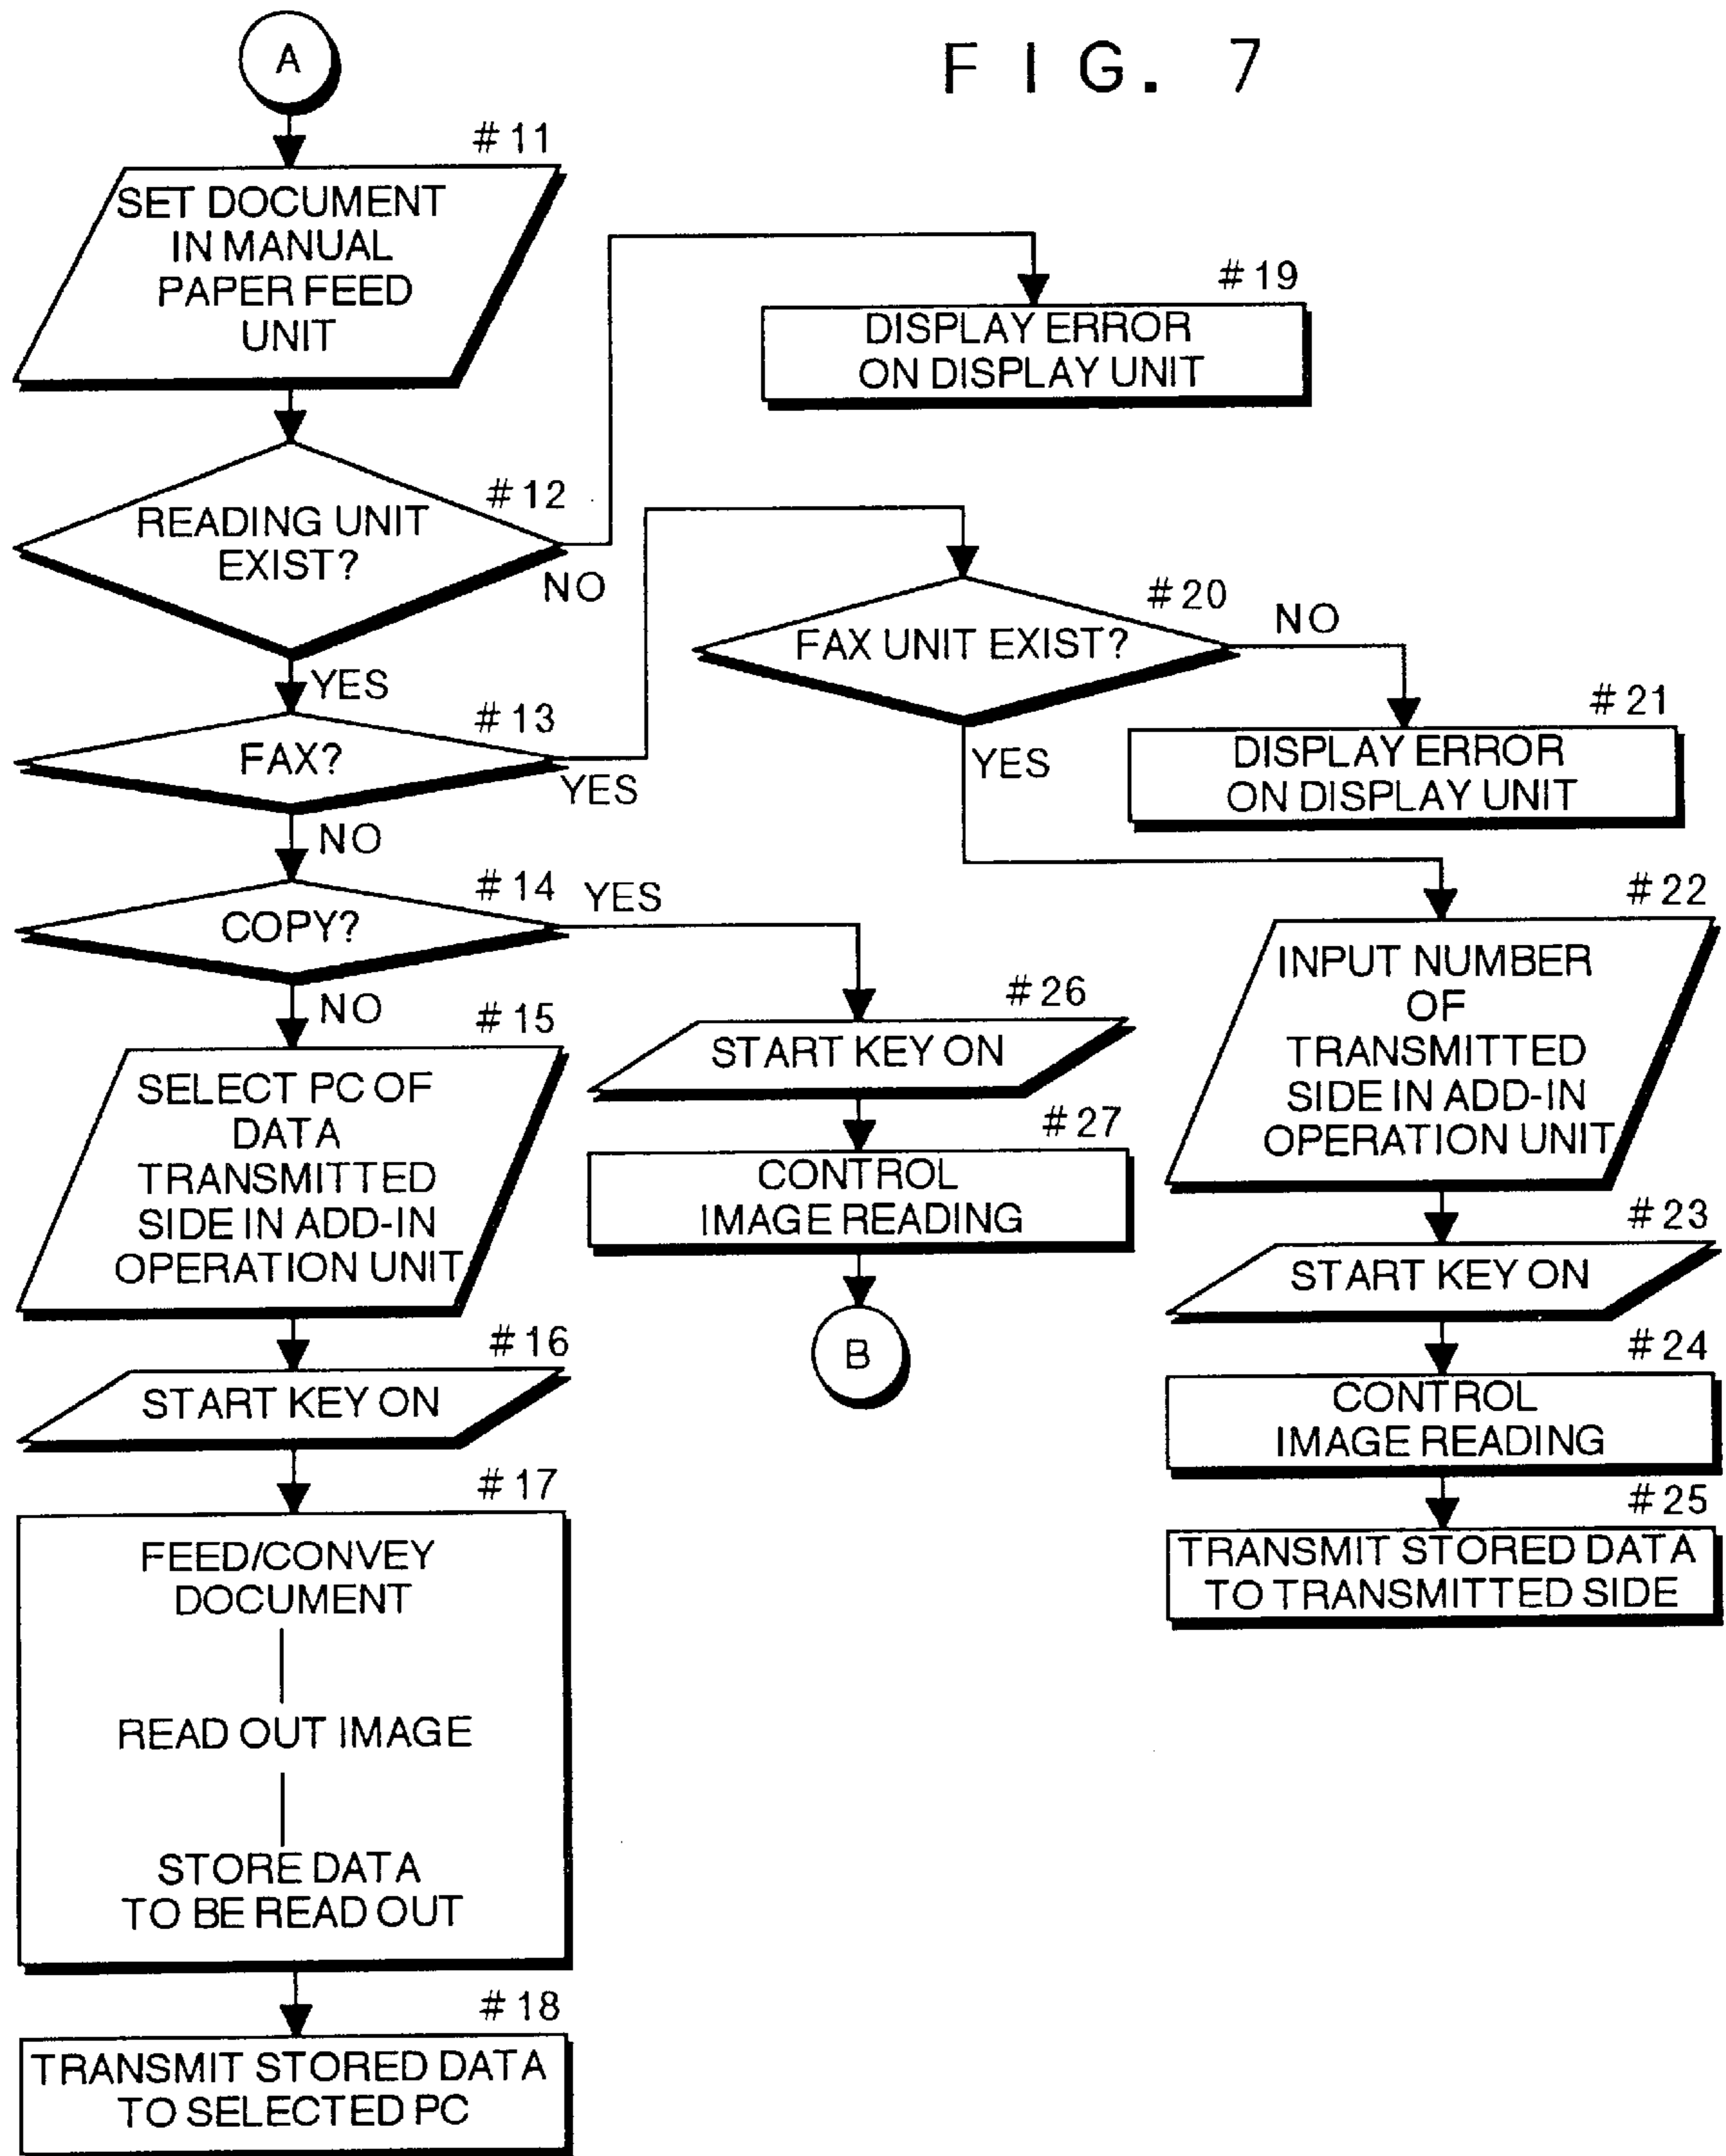 FIG. 7
A
#11
SET DOCUMENT
IN MANUAL
PAPER FEED
UNIT
#12
READING UNIT
EXIST?
NO
YES
#19
DISPLAY ERROR
ON DISPLAY UNIT
#13
FAX?
YES
NO
#20
FAX UNIT EXIST?
NO
YES
#21
DISPLAY ERROR
ON DISPLAY UNIT
#14
COPY?
YES
NO
#15
SELECT PC OF
DATA
TRANSMITTED
SIDE IN ADD-IN
OPERATION UNIT
#16
START KEY ON
#17
FEED/CONVEY
DOCUMENT
READ OUT IMAGE
STORE DATA
TO BE READ OUT
#18
TRANSMIT STORED DATA
TO SELECTED PC
#26
START KEY ON
#27
CONTROL
IMAGE READING
B
#22
INPUT NUMBER
OF
TRANSMITTED
SIDE IN ADD-IN
OPERATION UNIT
#23
START KEY ON
#24
CONTROL
IMAGE READING
#25
TRANSMIT STORED DATA
TO TRANSMITTED SIDE